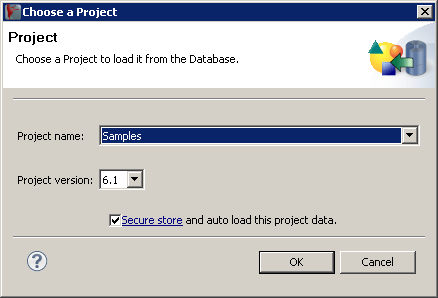 Choose a Project
Project
Choose a Project to load it from the Database.
Project name: Samples
Project version: 6.1
Secure store and auto load this project data.
?
OK Cancel